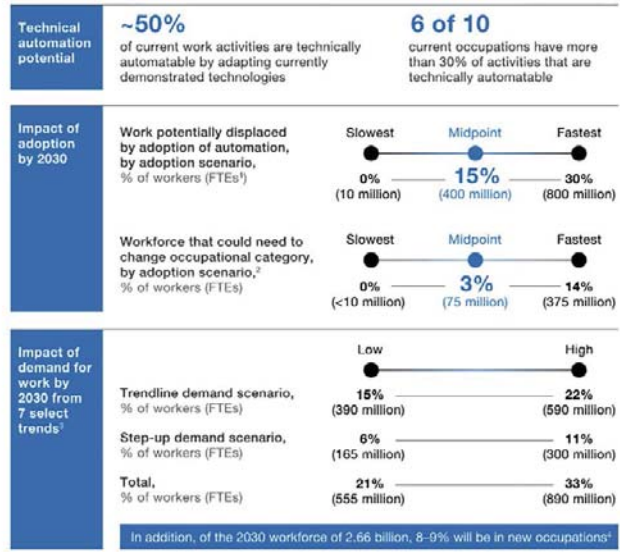 Technical
automation
potential
~50%
of current work activities are technically
automatable by adapting currently
demonstrated technologies
6 of 10
current occupations have more
than 30% of activities that are
technically automatable
Impact of
adoption
by 2030
Work potentially displaced
by adoption of automation,
by adoption scenario,
% of workers (FTEs¹)
Slowest Midpoint Fastest
0% 15% 30%
(10 million) (400 million) (800 million)
Workforce that could need to
change occupational category,
by adoption scenario,²
% of workers (FTEs)
Slowest Midpoint Fastest
0% 3% 14%
(<10 million) (75 million) (375 million)
Impact of
demand for
work by
2030 from
7 select
trends³
Low High
Trendline demand scenario,
% of workers (FTEs)
15% 22%
(390 million) (590 million)
Step-up demand scenario,
% of workers (FTEs)
6% 11%
(165 million) (300 million)
Total,
% of workers (FTEs)
21% 33%
(555 million) (890 million)
In addition, of the 2030 workforce of 2.66 billion, 8–9% will be in new occupations⁴